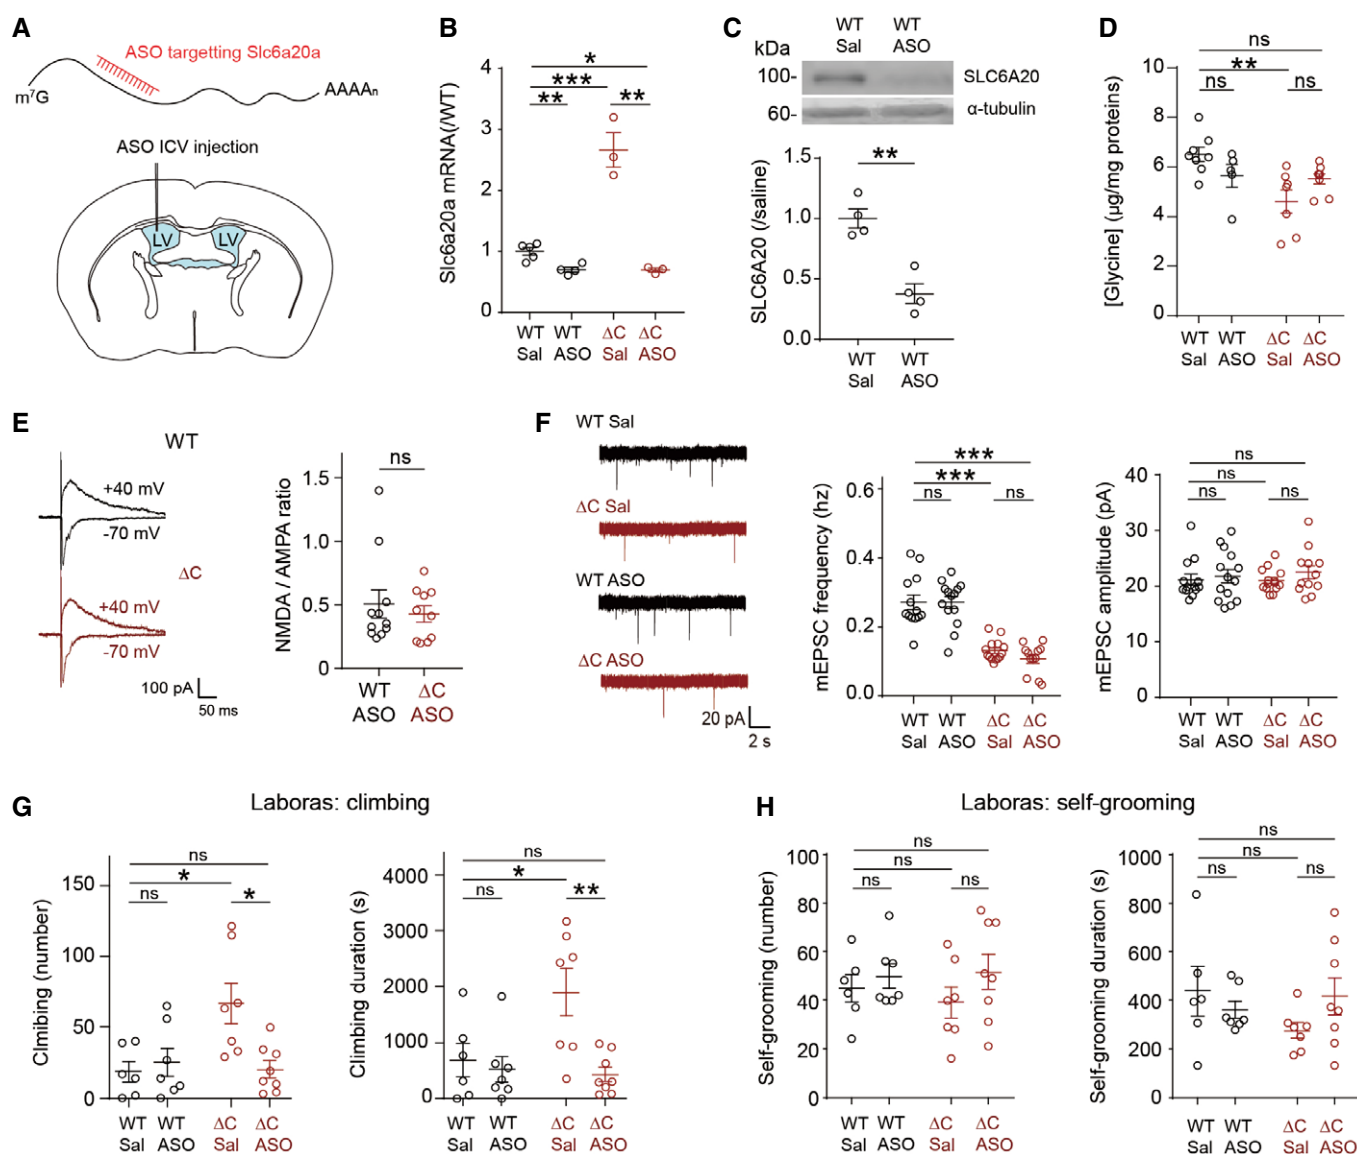 A
ASO targetting Slc6a20a
m⁷G
AAAAₙ
ASO ICV injection
LV
LV
B
Slc6a20a mRNA(/WT)
4
3
2
1
0
*
***
**
**
WT Sal
WT ASO
ΔC Sal
ΔC ASO
C
WT Sal
WT ASO
kDa
100-
SLC6A20
60-
α-tubulin
SLC6A20 (/saline)
1.5
1.0
0.5
0.0
**
WT Sal
WT ASO
D
[Glycine] (µg/mg proteins)
10
8
6
4
2
0
ns
**
ns
ns
WT Sal
WT ASO
ΔC Sal
ΔC ASO
E
WT
+40 mV
-70 mV
ΔC
+40 mV
-70 mV
100 pA
50 ms
NMDA / AMPA ratio
1.5
1.0
0.5
0
ns
WT ASO
ΔC ASO
F
WT Sal
ΔC Sal
WT ASO
ΔC ASO
20 pA
2 s
mEPSC frequency (hz)
0.6
0.4
0.2
0.0
***
***
ns
ns
WT Sal
WT ASO
ΔC Sal
ΔC ASO
mEPSC amplitude (pA)
40
30
20
10
0
ns
ns
ns
ns
WT Sal
WT ASO
ΔC Sal
ΔC ASO
G
Laboras: climbing
Clmibing (number)
150
100
50
0
ns
*
ns
*
WT Sal
WT ASO
ΔC Sal
ΔC ASO
Climbing duration (s)
4000
3000
2000
1000
0
ns
*
ns
**
WT Sal
WT ASO
ΔC Sal
ΔC ASO
H
Laboras: self-grooming
Self-grooming (number)
100
80
60
40
20
0
ns
ns
ns
ns
WT Sal
WT ASO
ΔC Sal
ΔC ASO
Self-grooming duration (s)
1000
800
600
400
200
0
ns
ns
ns
ns
WT Sal
WT ASO
ΔC Sal
ΔC ASO